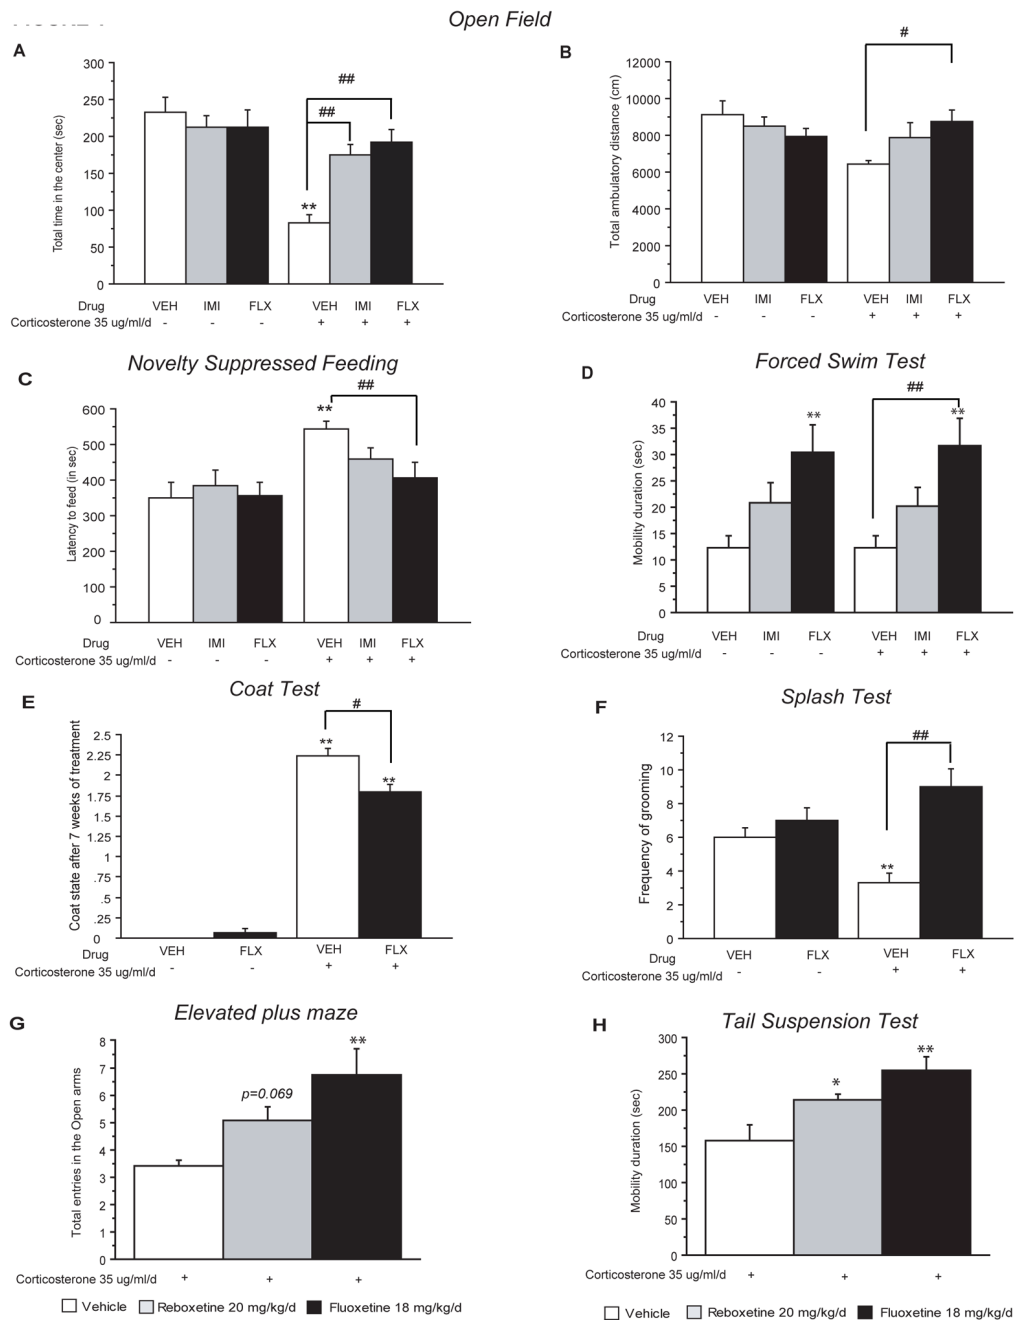 Open Field
A
Total time in the center (sec)
300
250
200
150
100
50
0
##
##
**
Drug VEH IMI FLX VEH IMI FLX
Corticosterone 35 ug/ml/d - - - + + +
B
Total ambulatory distance (cm)
12000
10000
8000
6000
4000
2000
0
#
Drug VEH IMI FLX VEH IMI FLX
Corticosterone 35 ug/ml/d - - - + + +
Novelty Suppressed Feeding
C
Latency to feed (in sec)
600
500
400
300
200
100
0
##
**
Drug VEH IMI FLX VEH IMI FLX
Corticosterone 35 ug/ml/d - - - + + +
Forced Swim Test
D
Mobility duration (sec)
40
35
30
25
20
15
10
5
0
##
**
**
Drug VEH IMI FLX VEH IMI FLX
Corticosterone 35 ug/ml/d - - - + + +
Coat Test
E
Coat state after 7 weeks of treatment
2.5
2.25
2
1.75
1.5
1.25
1
.75
.5
.25
0
#
**
**
Drug VEH FLX VEH FLX
Corticosterone 35 ug/ml/d - - + +
Splash Test
F
Frequency of grooming
12
10
8
6
4
2
0
##
**
Drug VEH FLX VEH FLX
Corticosterone 35 ug/ml/d - - + +
Elevated plus maze
G
Total entries in the Open arms
8
7
6
5
4
3
2
1
0
p=0.069
**
Corticosterone 35 ug/ml/d + + +
Vehicle Reboxetine 20 mg/kg/d Fluoxetine 18 mg/kg/d
Tail Suspension Test
H
Mobility duration (sec)
300
250
200
150
100
50
0
*
**
Corticosterone 35 ug/ml/d + + +
Vehicle Reboxetine 20 mg/kg/d Fluoxetine 18 mg/kg/d